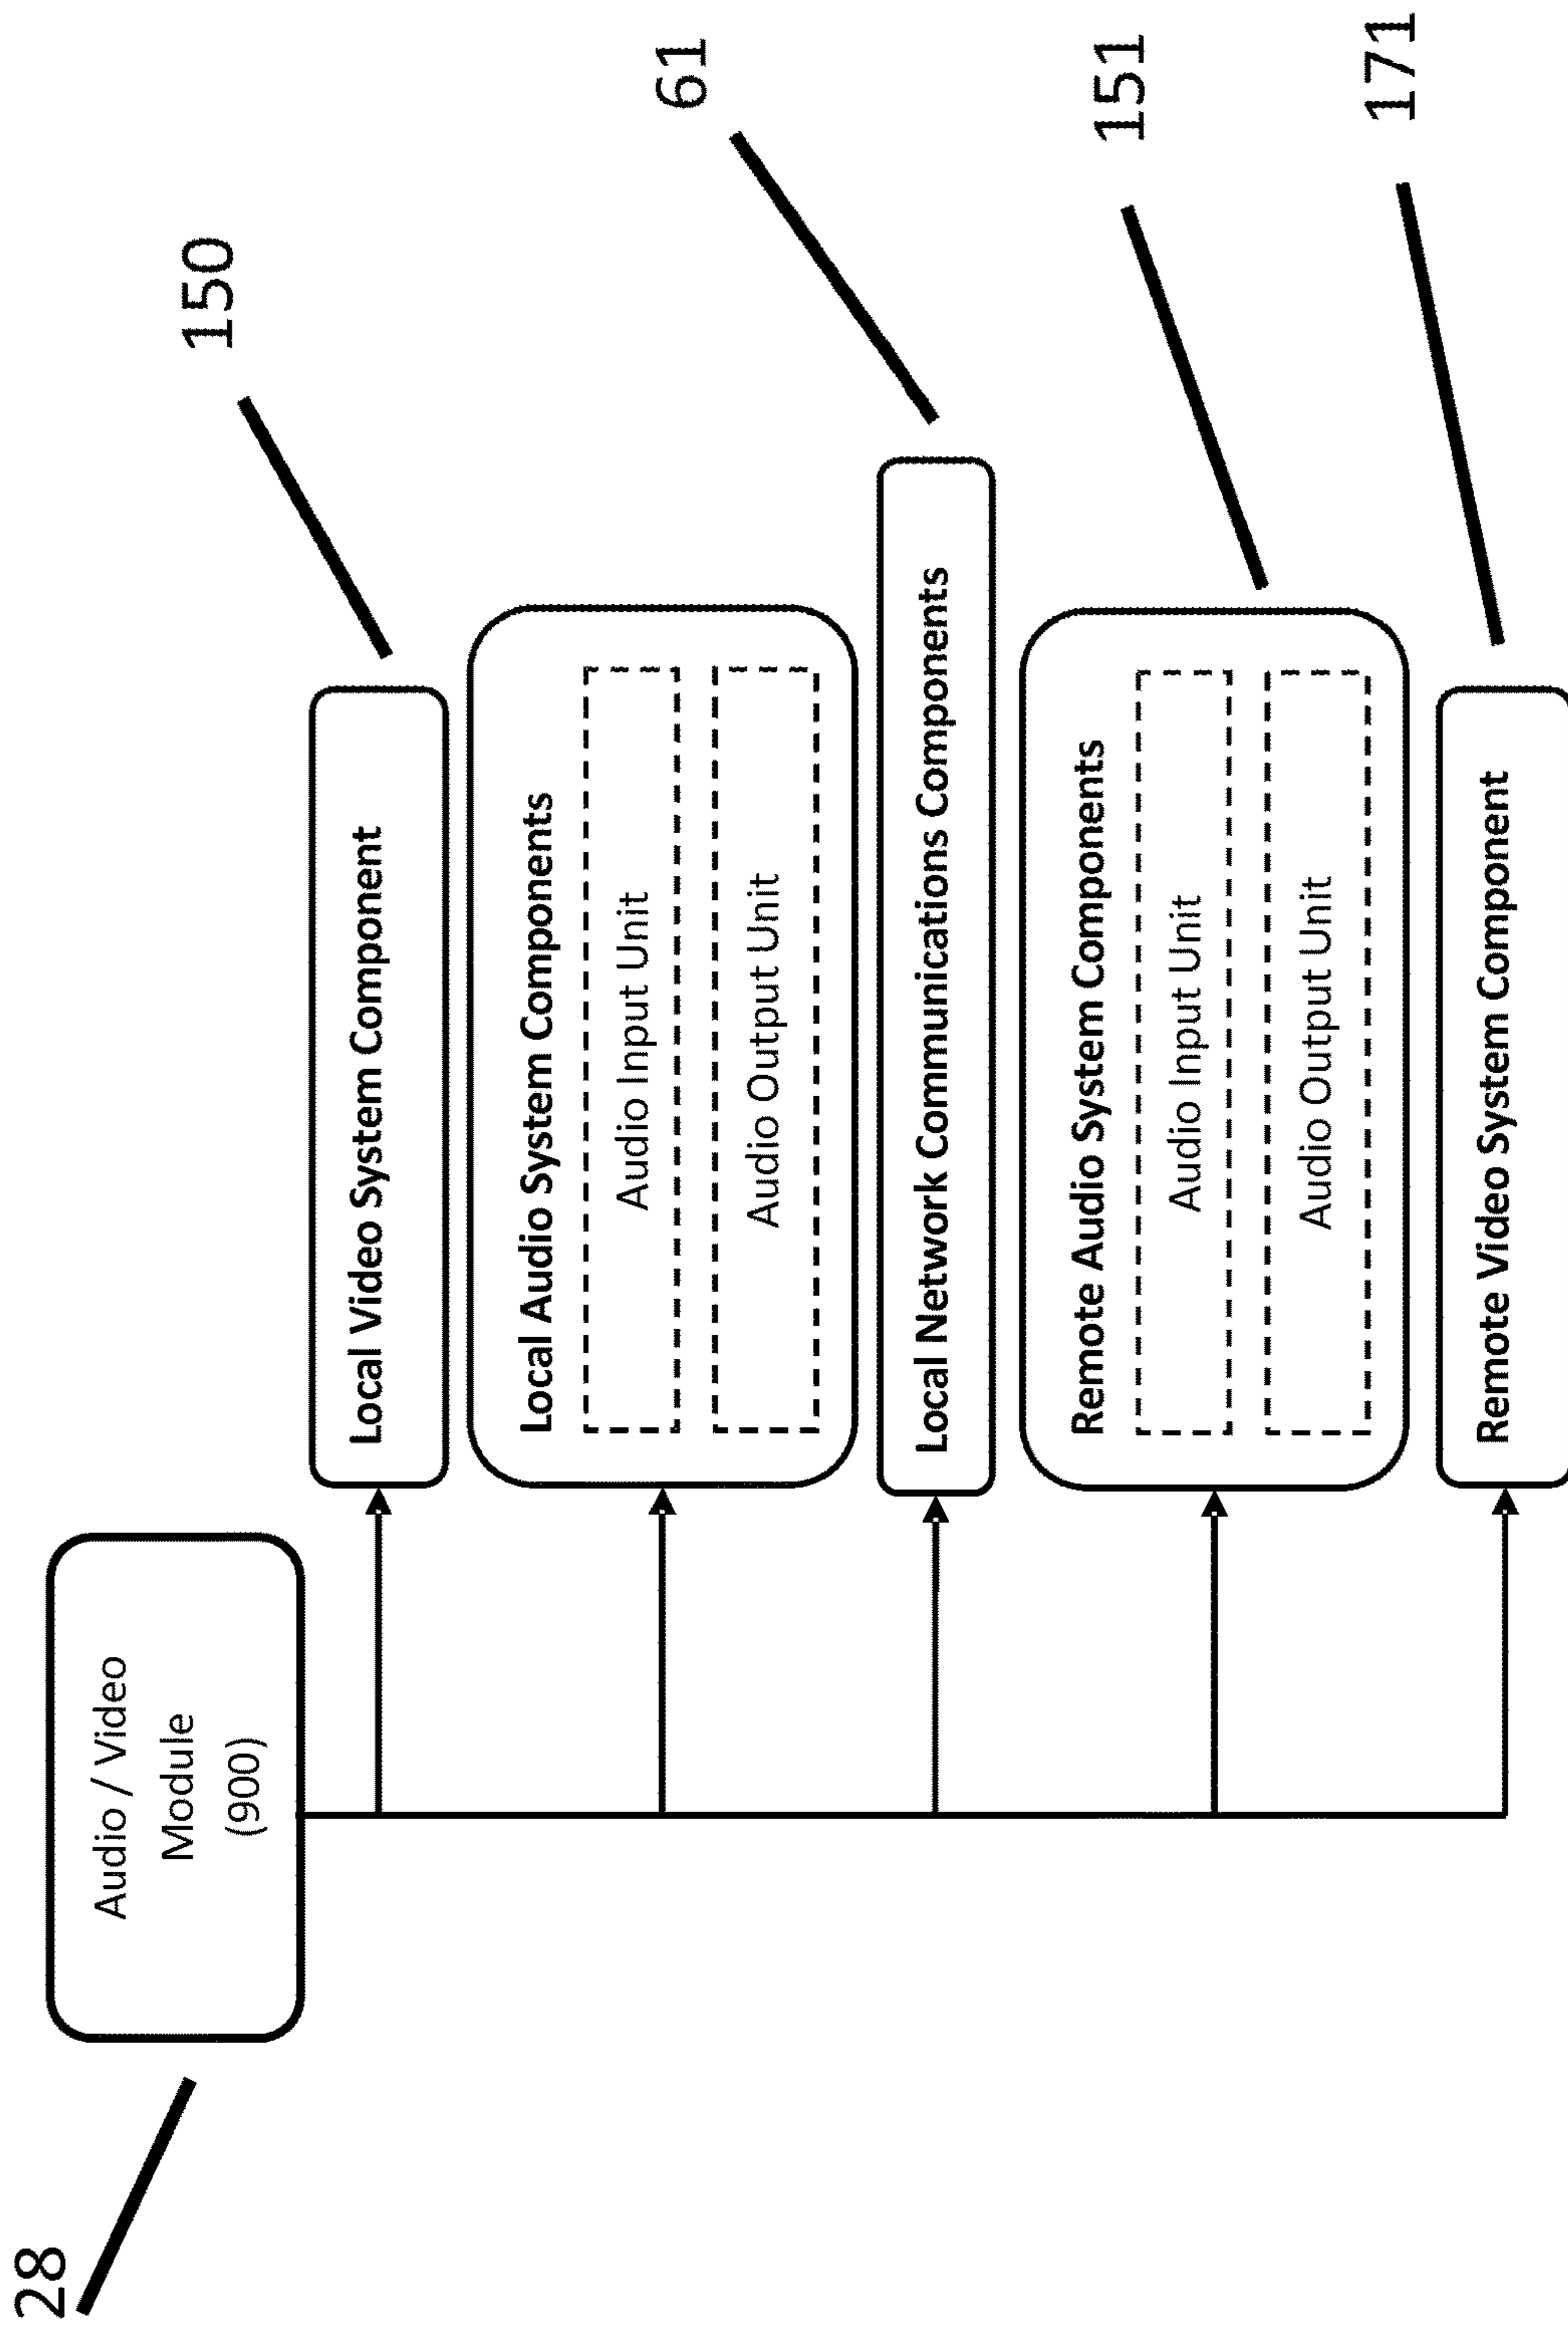 28
Audio / Video
Module
(900)
150
Local Video System Component
Local Audio System Components
Audio Input Unit
Audio Output Unit
61
Local Network Communications Components
151
Remote Audio System Components
Audio Input Unit
Audio Output Unit
171
Remote Video System Component